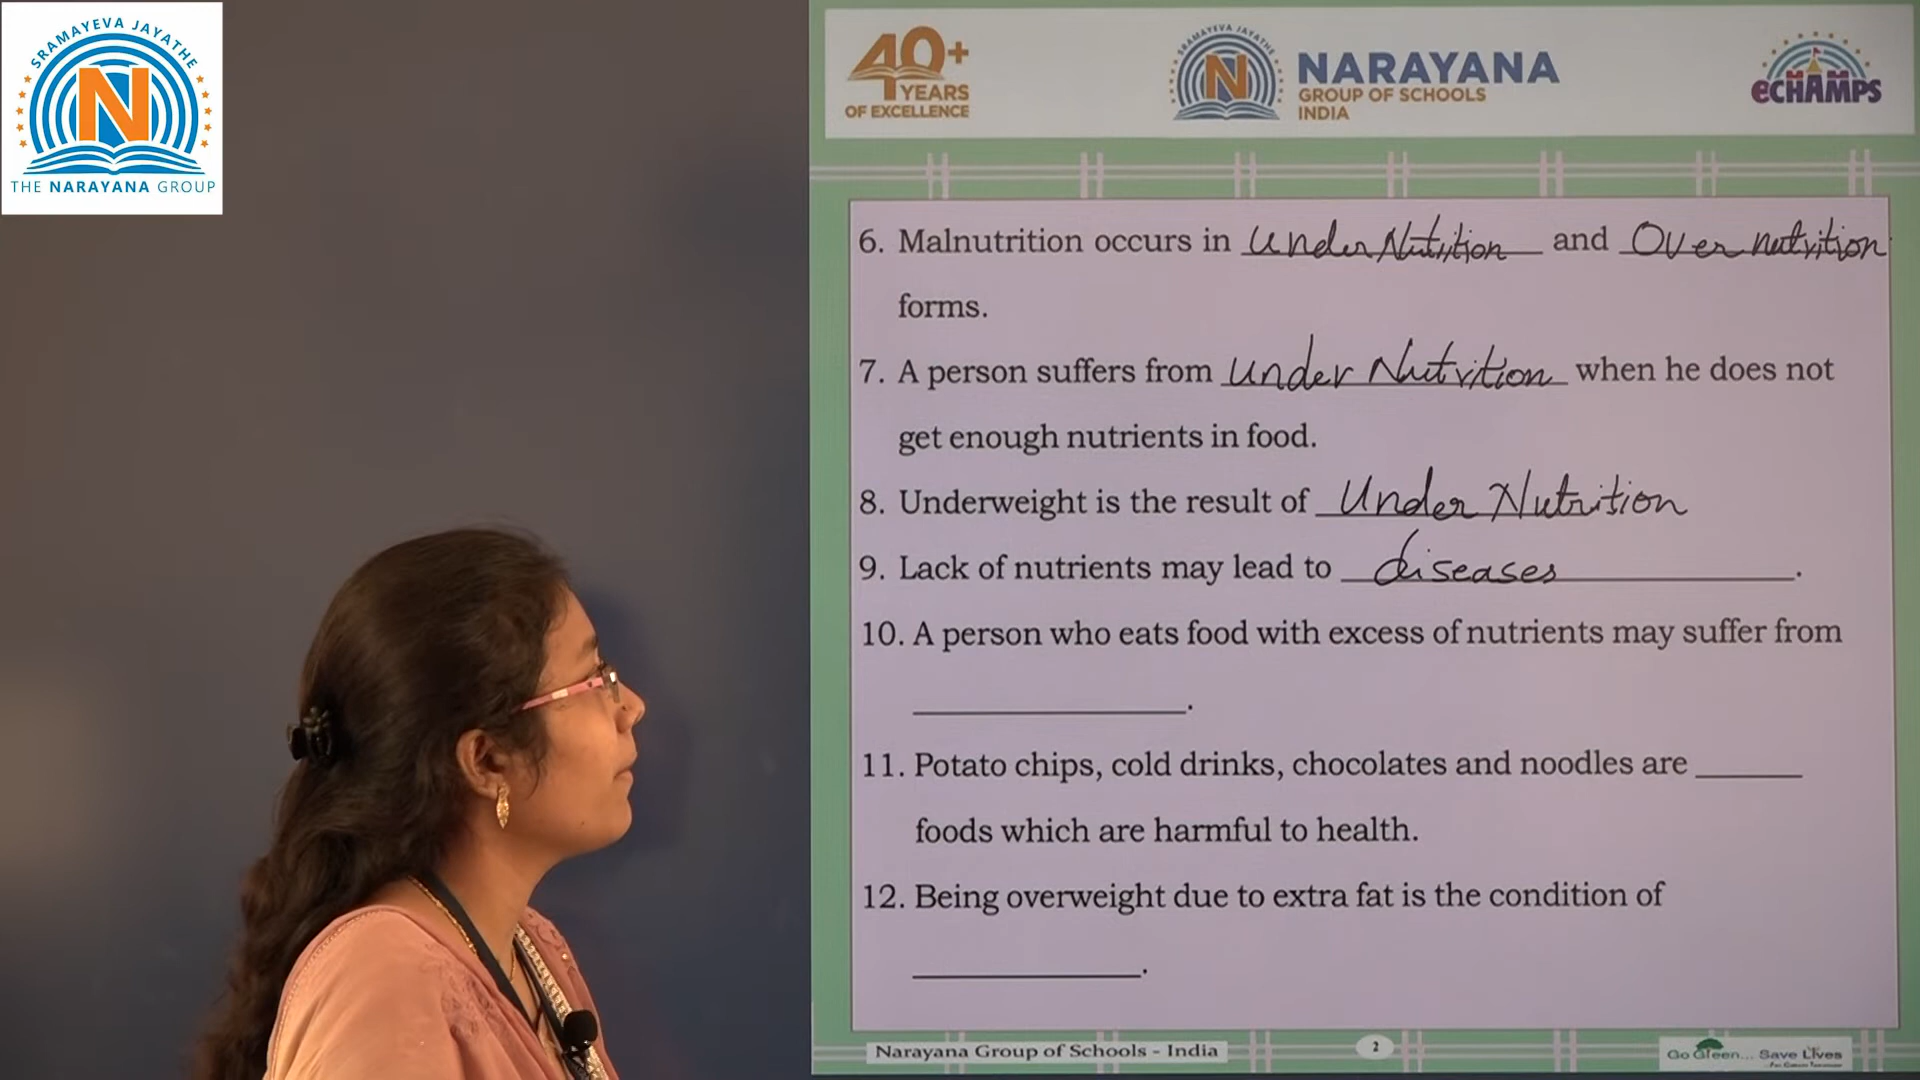 SRAMAYEVA JAYATHE
N
THE NARAYANA GROUP
40+
YEARS
OF EXCELLENCE
SRAMAYEVA JAYATHE
N
NARAYANA
GROUP OF SCHOOLS
INDIA
eCHAMPS
6. Malnutrition occurs in under Nutrition and Over nutrition
forms.
7. A person suffers from under Nutrition when he does not
get enough nutrients in food.
8. Underweight is the result of Under Nutrition
9. Lack of nutrients may lead to diseases.
10. A person who eats food with excess of nutrients may suffer from
____________.
11. Potato chips, cold drinks, chocolates and noodles are ______
foods which are harmful to health.
12. Being overweight due to extra fat is the condition of
____________.
Narayana Group of Schools - India
2
Go Green... Save Lives